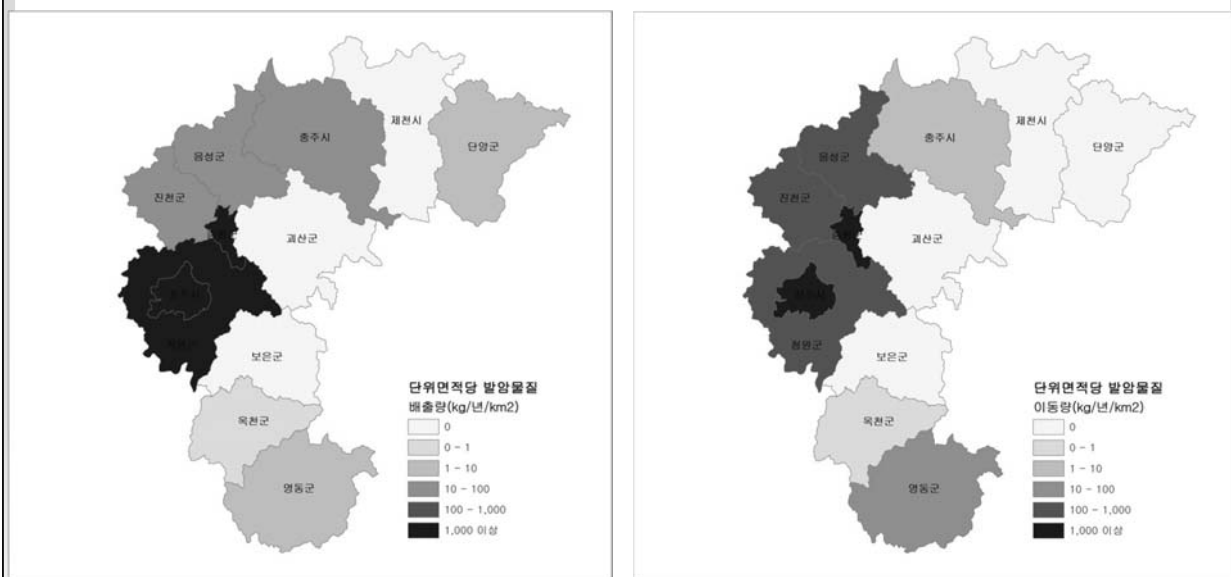 제천시
충주시
단양군
음성군
진천군
괴산군
보은군
옥천군
영동군
단위면적당 발암물질
배출량(kg/년/km2)
0
0 - 1
1 - 10
10 - 100
100 - 1,000
1,000 이상
제천시
충주시
단양군
음성군
진천군
괴산군
청원군
보은군
옥천군
영동군
단위면적당 발암물질
이동량(kg/년/km2)
0
0 - 1
1 - 10
10 - 100
100 - 1,000
1,000 이상